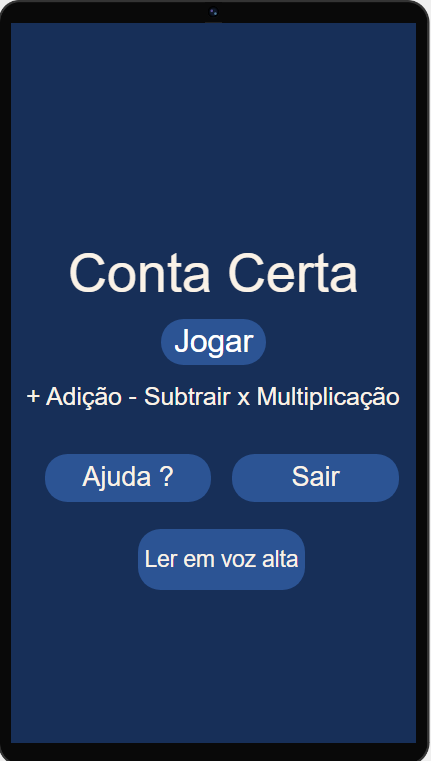 Conta Certa
Jogar
+ Adição - Subtrair x Multiplicação
Ajuda ? Sair
Ler em voz alta